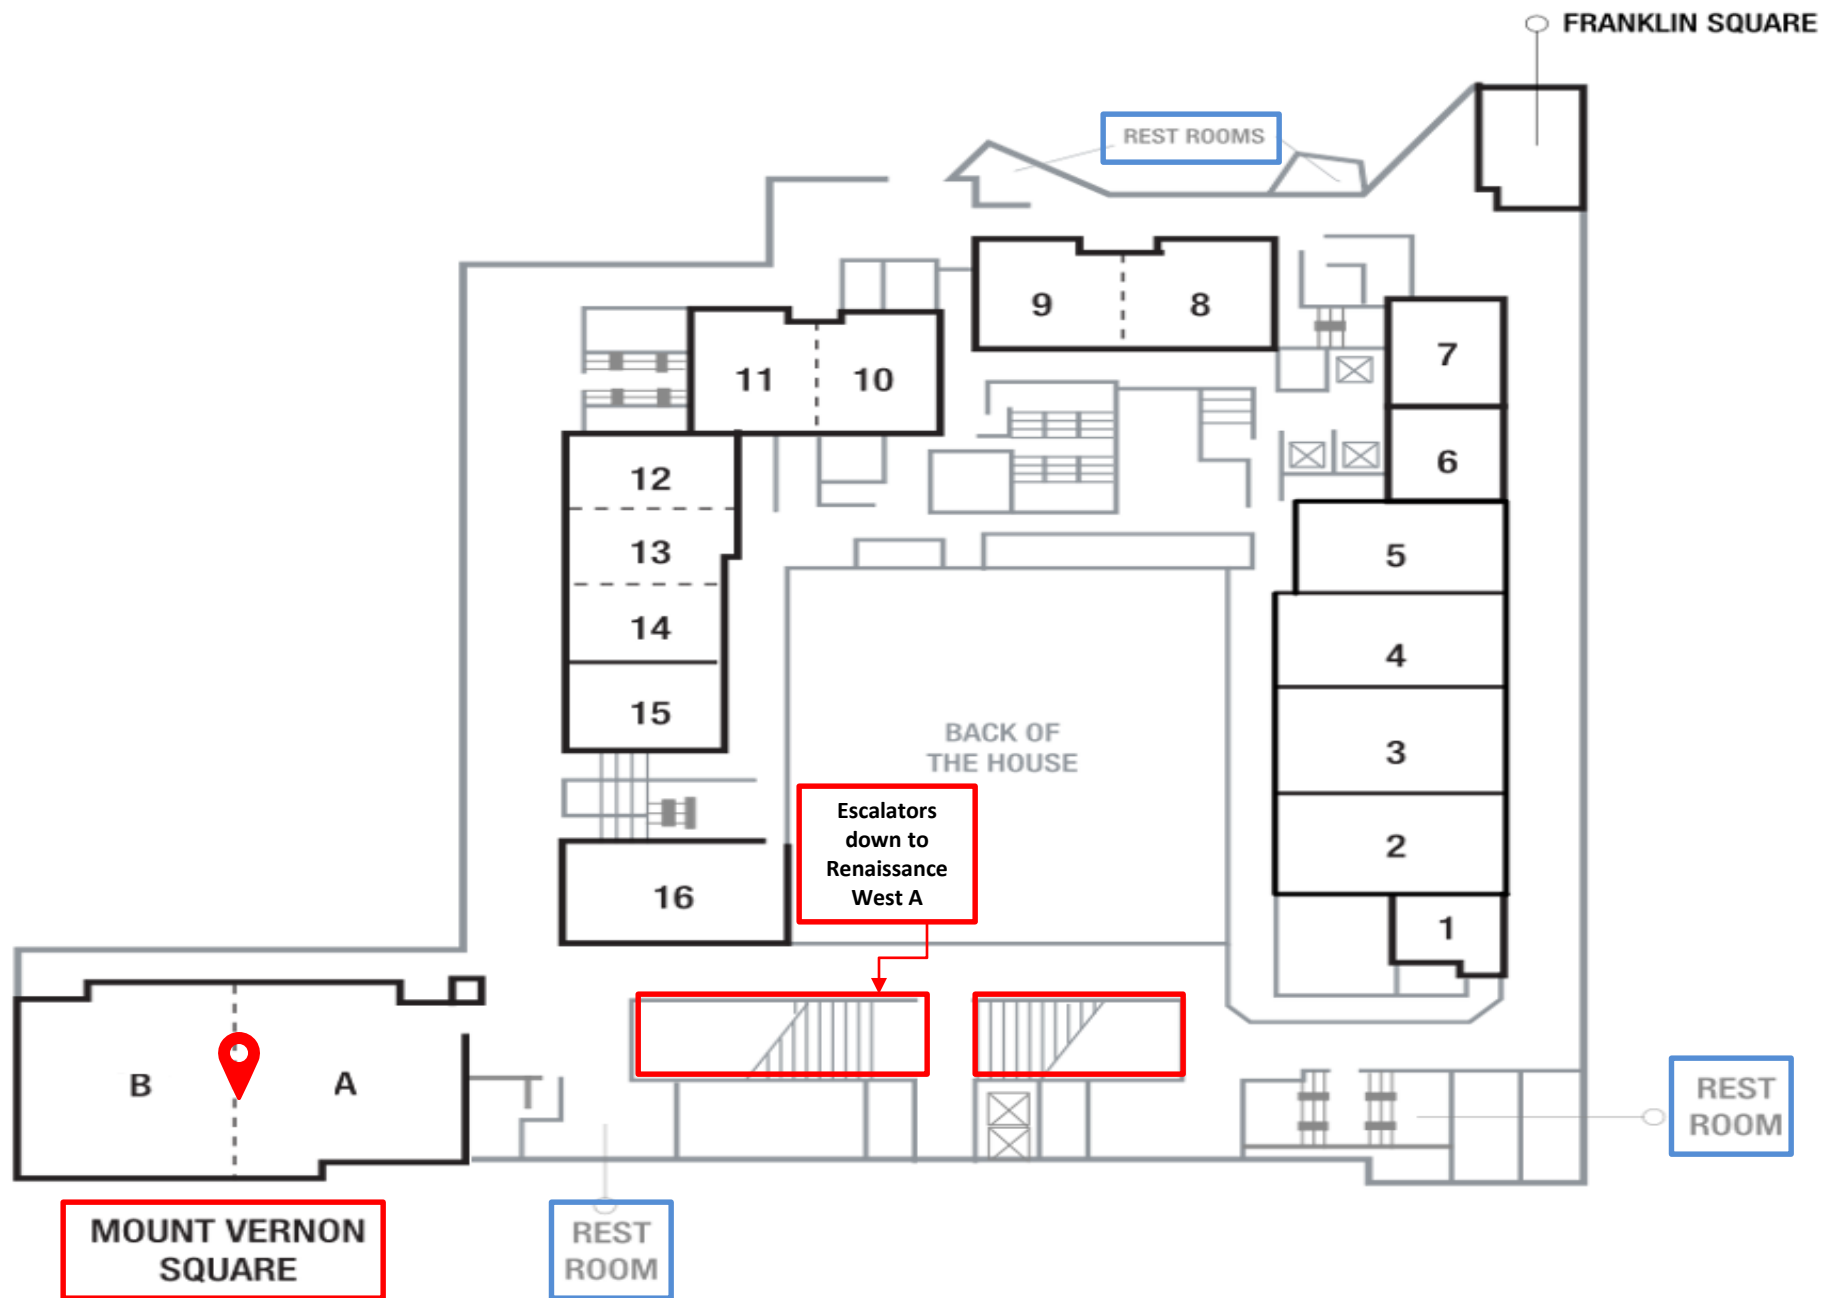 FRANKLIN SQUARE
REST ROOMS
9
8
11
10
7
6
12
13
14
15
5
4
3
2
1
BACK OF
THE HOUSE
Escalators
down to
Renaissance
West A
16
B
A
REST
ROOM
MOUNT VERNON
SQUARE
REST
ROOM